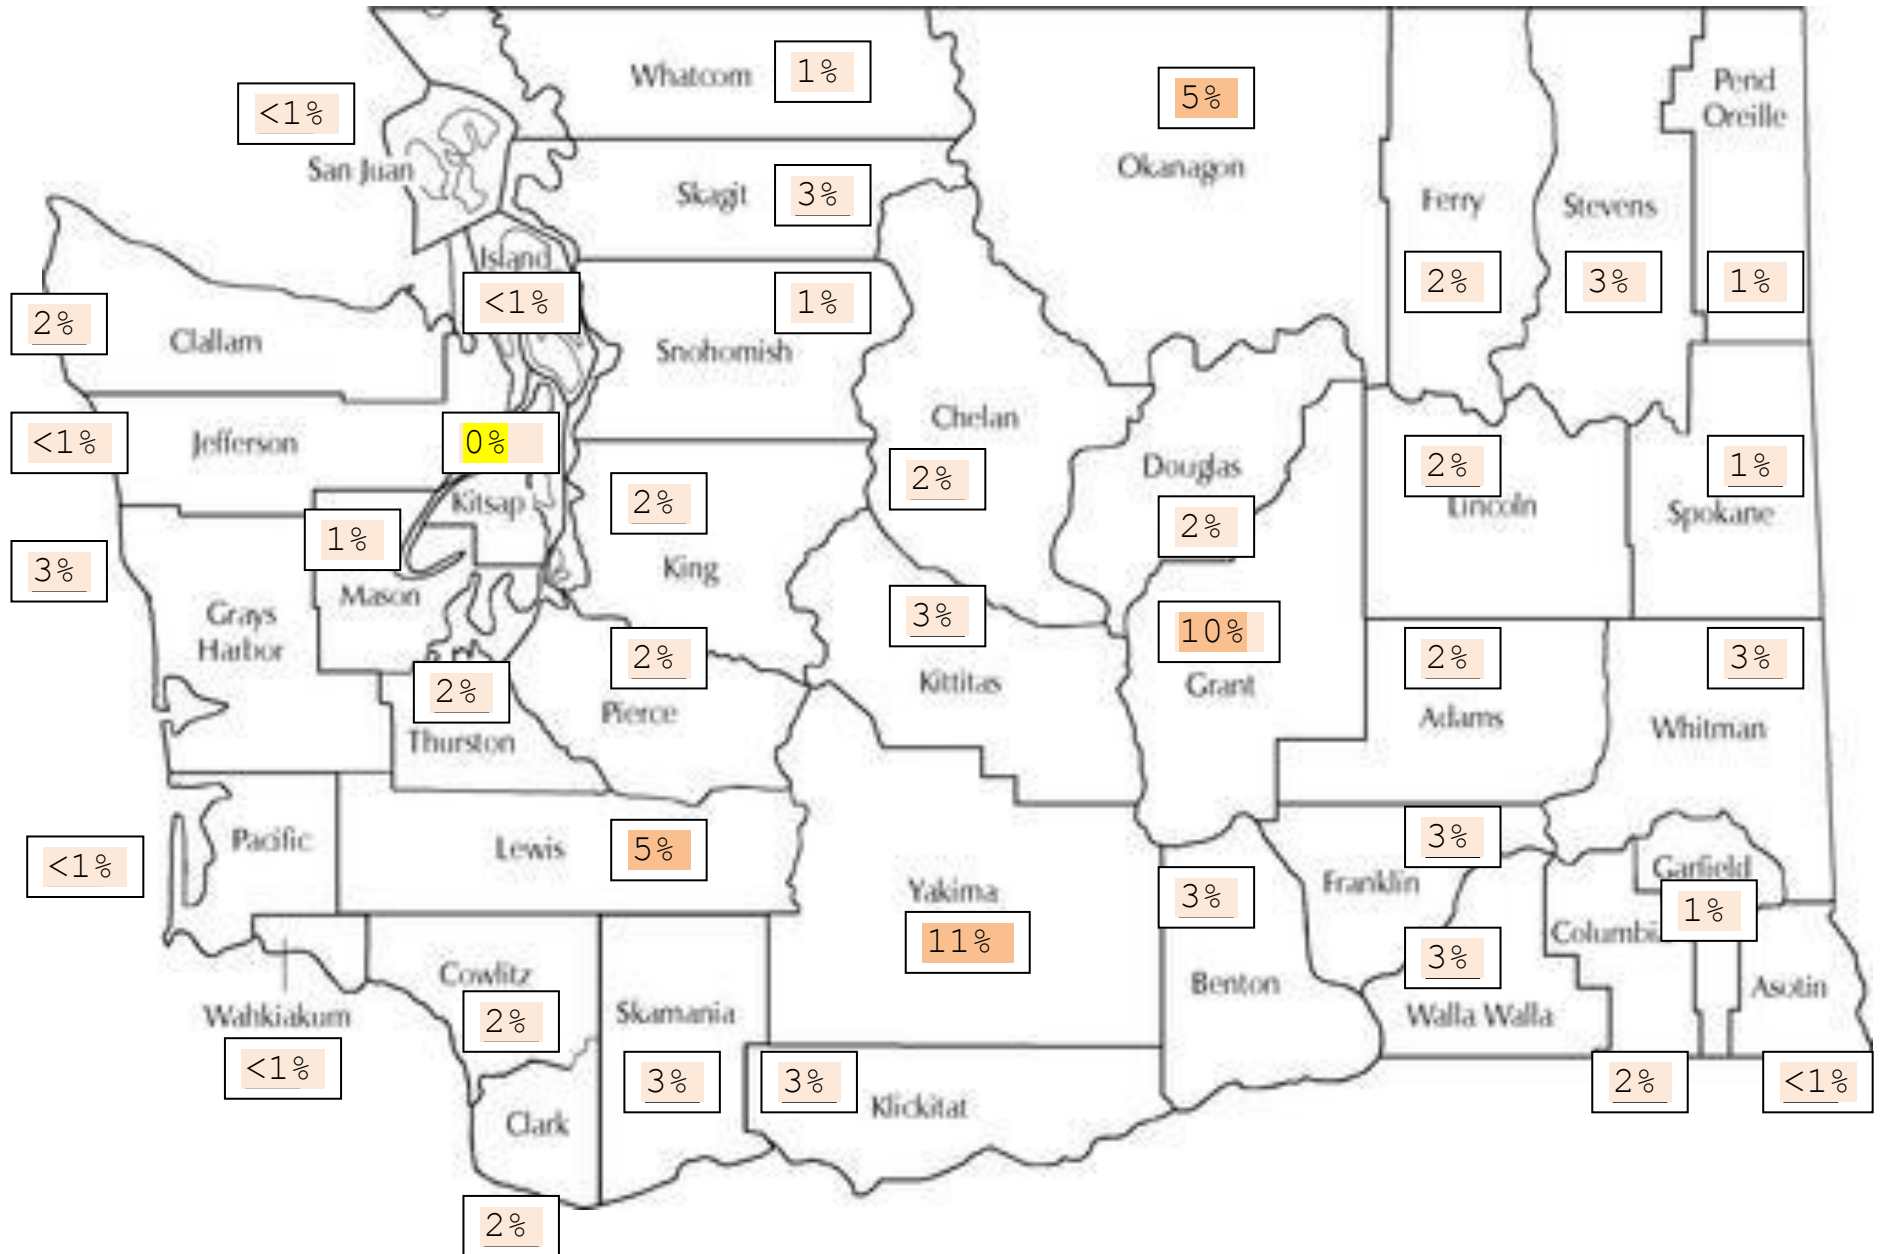 Whatcom
1%
5%
Pend
Oreille
<1%
San Juan
Okanagon
Skagit
3%
Ferry
Stevens
Island
<1%
1%
2%
3%
1%
2%
Clallam
Snohomish
Chelan
<1%
Jefferson
0%
Douglas
2%
2%
1%
Kitsap
2%
Lincoln
Spokane
1%
2%
3%
King
Mason
Grays
Harbor
3%
10%
2%
2%
3%
2%
Kittitas
Grant
Pierce
Adams
Whitman
Thurston
Pacific
Lewis
5%
3%
<1%
Yakima
3%
Franklin
Garfield
1%
11%
Columbia
3%
Cowlitz
Benton
Asotin
Wahkiakum
2%
Skamania
Walla Walla
<1%
3%
3%
Klickitat
2%
<1%
Clark
2%